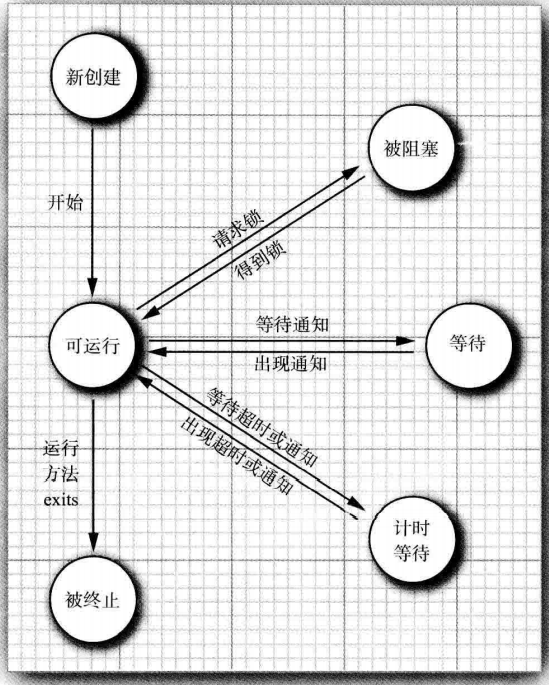 新创建
被阻塞
开始
请求锁
得到锁
等待通知
可运行
等待
出现通知
等待超时或通知
出现超时或通知
运行
方法
exits
计时
等待
被终止